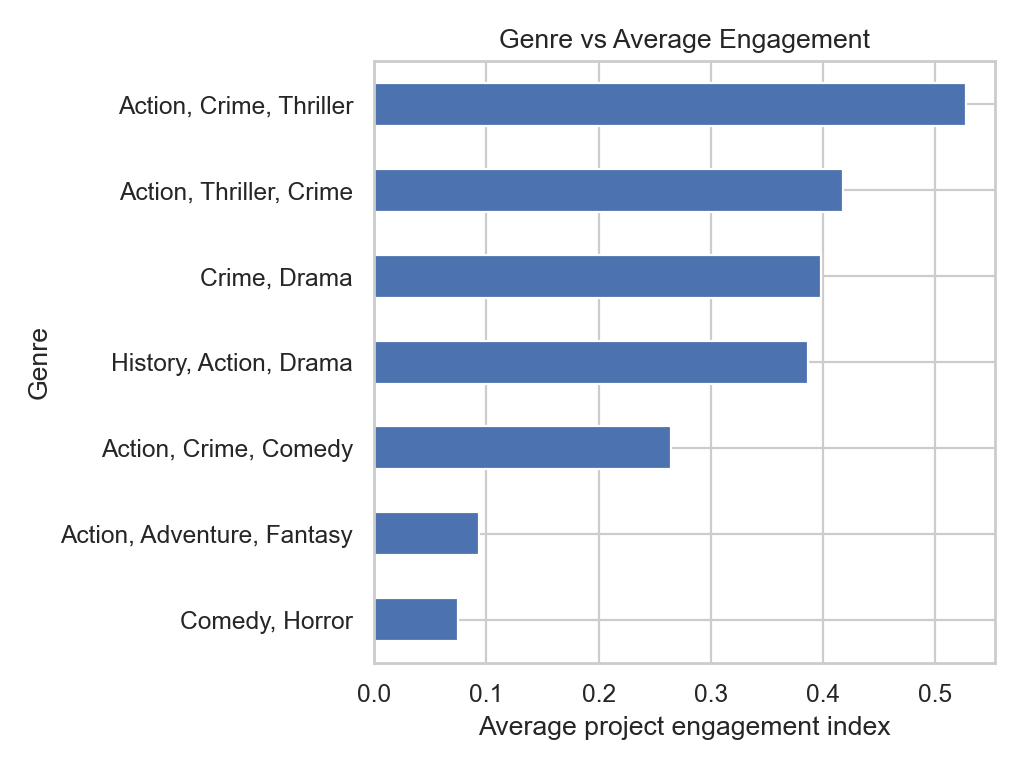 Genre vs Average Engagement
Action, Crime, Thriller
Action, Thriller, Crime
Crime, Drama
History, Action, Drama
Action, Crime, Comedy
Action, Adventure, Fantasy
Comedy, Horror
Genre
0.0 0.1 0.2 0.3 0.4 0.5
Average project engagement index